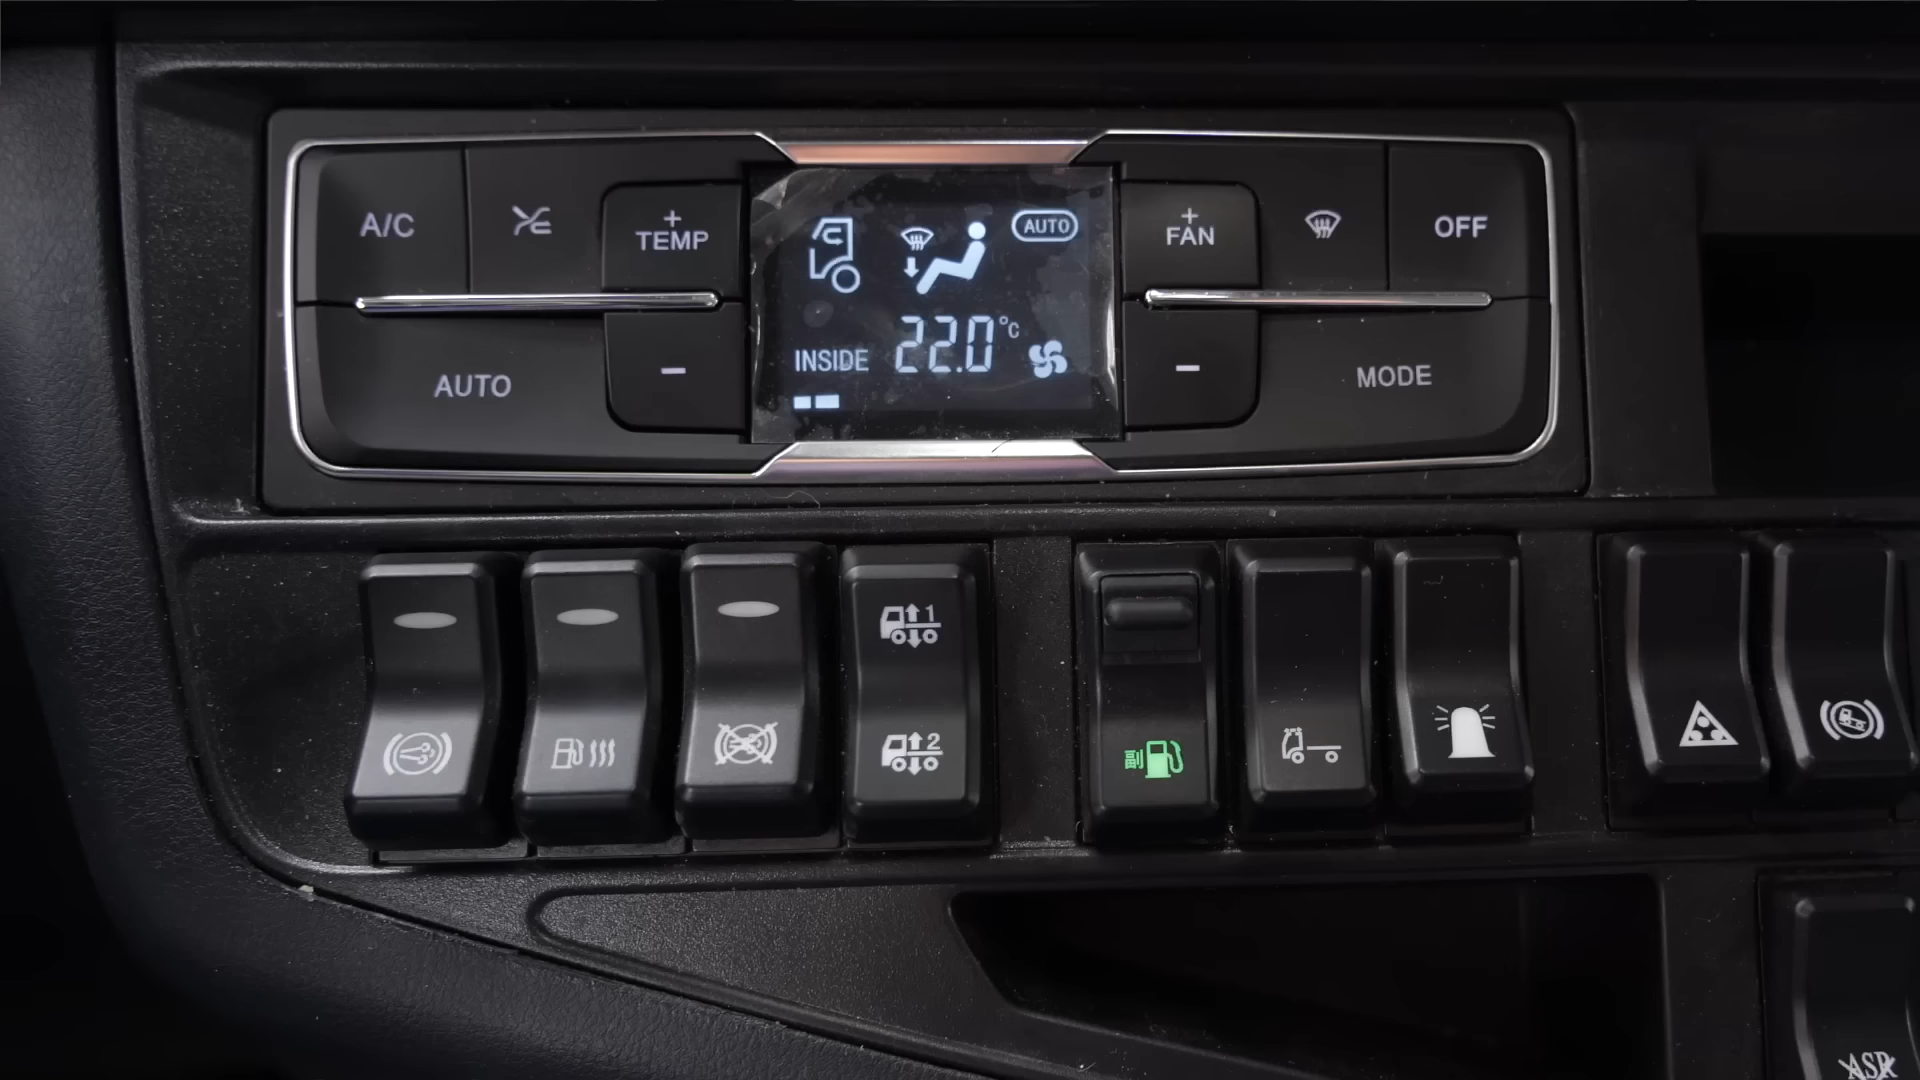 A/C
+
TEMP
AUTO
+
FAN
OFF
INSIDE 22.0°C
AUTO
-
-
MODE
1
2
副
ASR